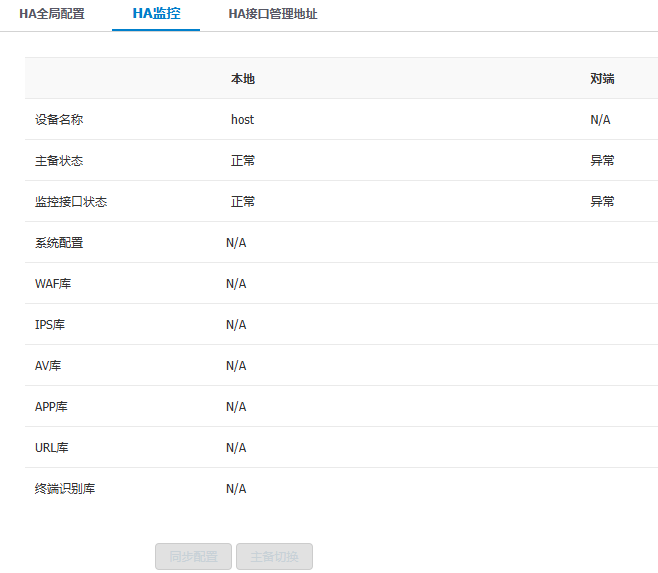 HA全局配置 HA监控 HA接口管理地址
本地 对端
设备名称 host N/A
主备状态 正常 异常
监控接口状态 正常 异常
系统配置 N/A
WAF库 N/A
IPS库 N/A
AV库 N/A
APP库 N/A
URL库 N/A
终端识别库 N/A
同步配置 主备切换